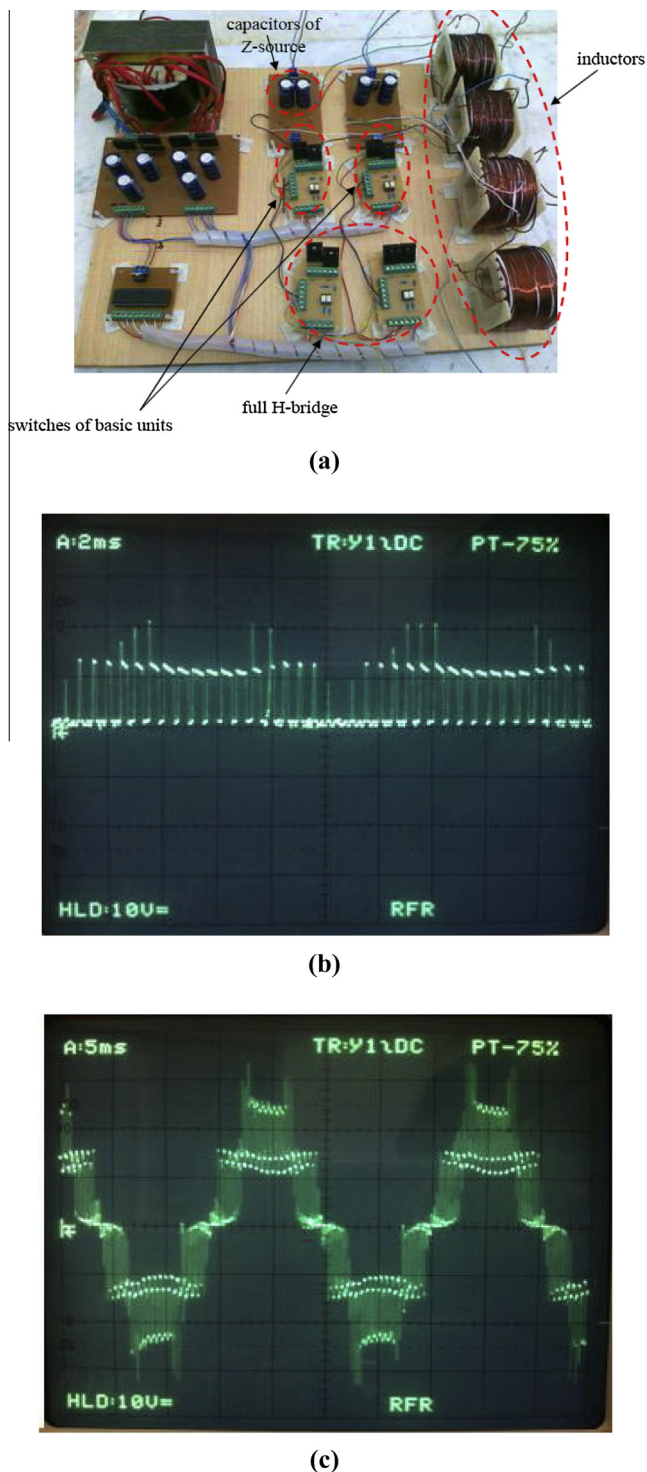 capacitors of
Z-source
inductors
switches of basic units
full H-bridge
(a)
A:2ms TR:Y1⅂DC PT-75%
HLD:10V= RFR
(b)
A:5ms TR:Y1⅂DC PT-75%
HLD:10V= RFR
(c)